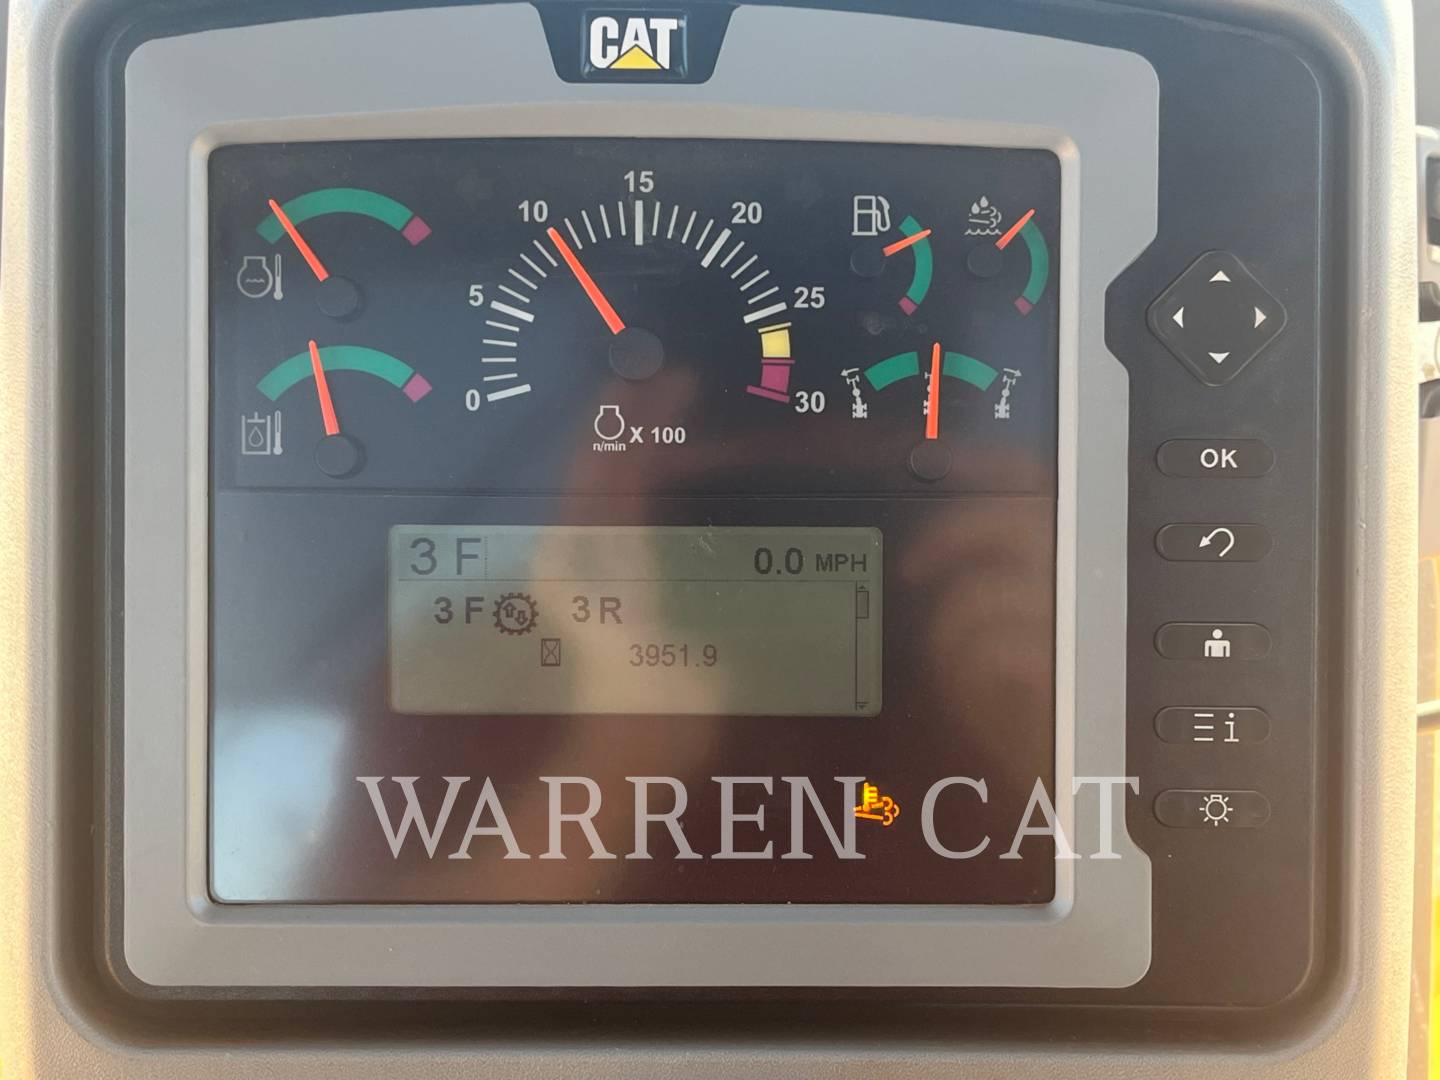 CAT
0 5 10 15 20 25 30
n/min X 100
3 F 0.0 MPH
3 F 3 R
3951.9
OK
i
WARREN CAT